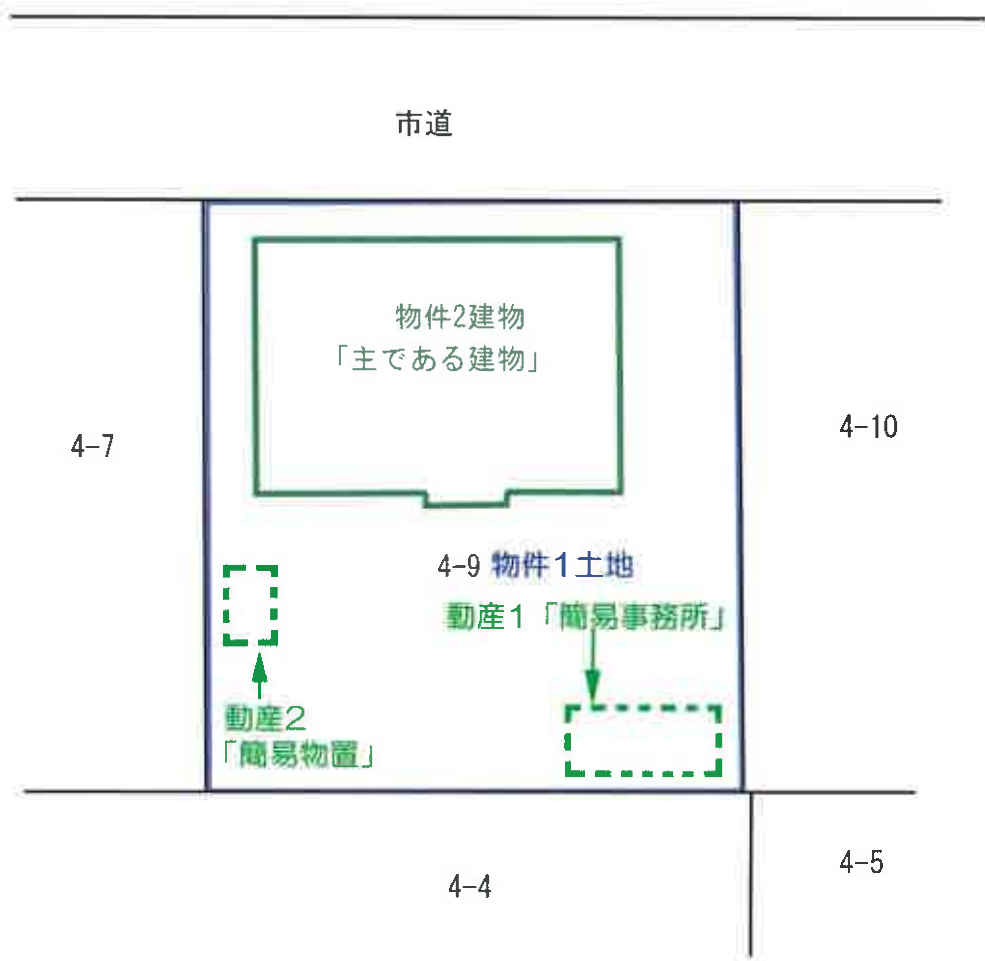 市道
物件2建物
「主である建物」
4-7
4-10
4-9 物件1土地
動産1「簡易事務所」
動産2
「簡易物置」
4-4
4-5